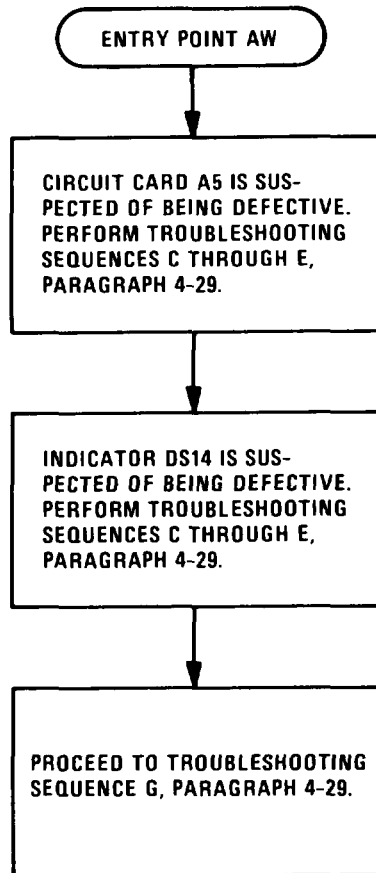 ENTRY POINT AW
CIRCUIT CARD A5 IS SUS-
PECTED OF BEING DEFECTIVE.
PERFORM TROUBLESHOOTING
SEQUENCES C THROUGH E,
PARAGRAPH 4-29.
INDICATOR DS14 IS SUS-
PECTED OF BEING DEFECTIVE.
PERFORM TROUBLESHOOTING
SEQUENCES C THROUGH E,
PARAGRAPH 4-29.
PROCEED TO TROUBLESHOOTING
SEQUENCE G, PARAGRAPH 4-29.